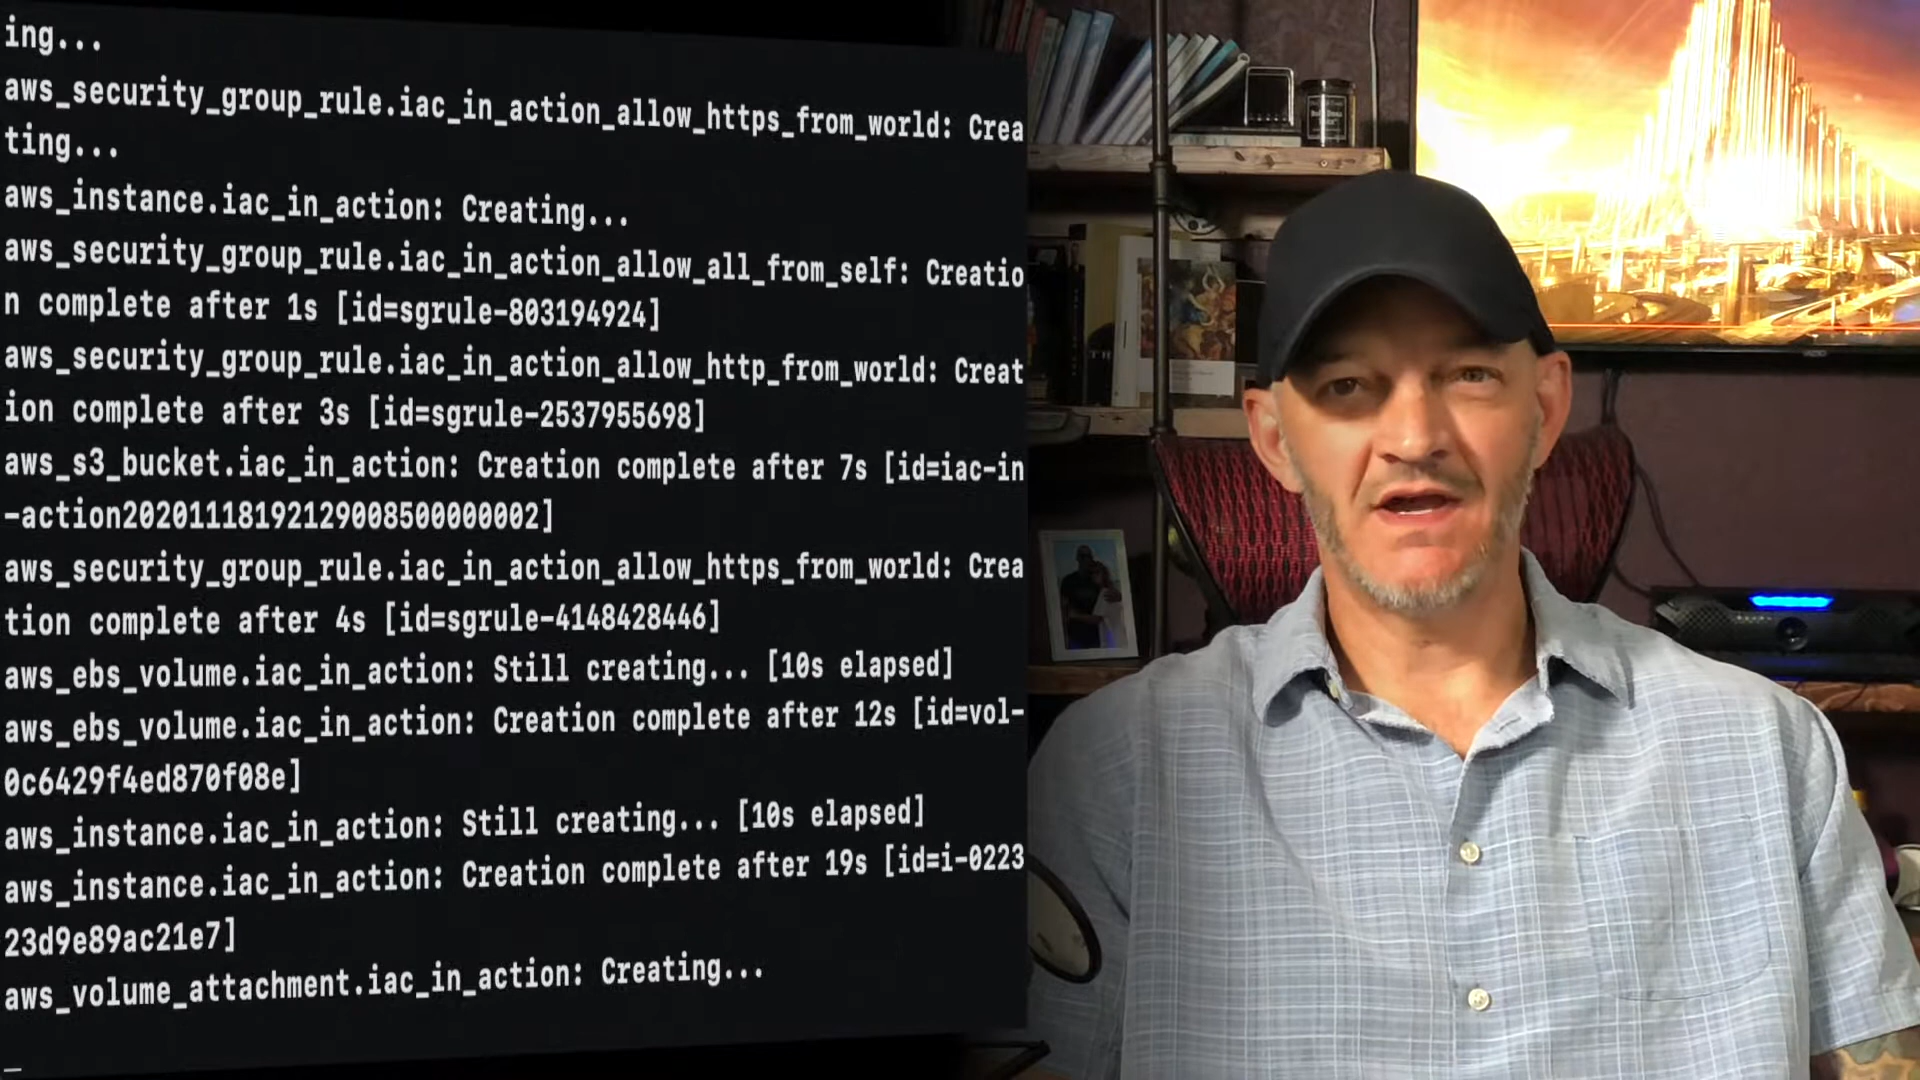 ing...
aws_security_group_rule.iac_in_action_allow_https_from_world: Crea
ting...
aws_instance.iac_in_action: Creating...
aws_security_group_rule.iac_in_action_allow_all_from_self: Creatio
n complete after 1s [id=sgrule-803194924]
aws_security_group_rule.iac_in_action_allow_http_from_world: Creat
ion complete after 3s [id=sgrule-2537955698]
aws_s3_bucket.iac_in_action: Creation complete after 7s [id=iac-in
-action20201118192129008500000002]
aws_security_group_rule.iac_in_action_allow_https_from_world: Crea
tion complete after 4s [id=sgrule-4148428446]
aws_ebs_volume.iac_in_action: Still creating... [10s elapsed]
aws_ebs_volume.iac_in_action: Creation complete after 12s [id=vol-
0c6429f4ed870f08e]
aws_instance.iac_in_action: Still creating... [10s elapsed]
aws_instance.iac_in_action: Creation complete after 19s [id=i-0223
23d9e89ac21e7]
aws_volume_attachment.iac_in_action: Creating...
_